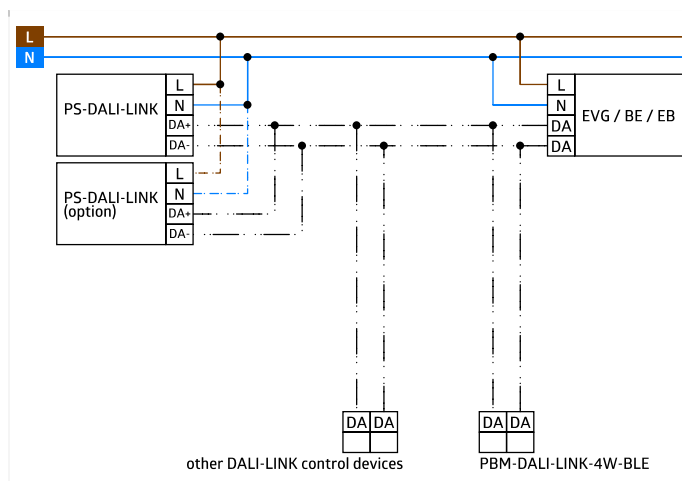 L
N
PS-DALI-LINK
L
N
DA+
DA-
L
N
DA
DA
EVG / BE / EB
PS-DALI-LINK
(option)
L
N
DA+
DA-
DA DA
DA DA
other DALI-LINK control devices
PBM-DALI-LINK-4W-BLE